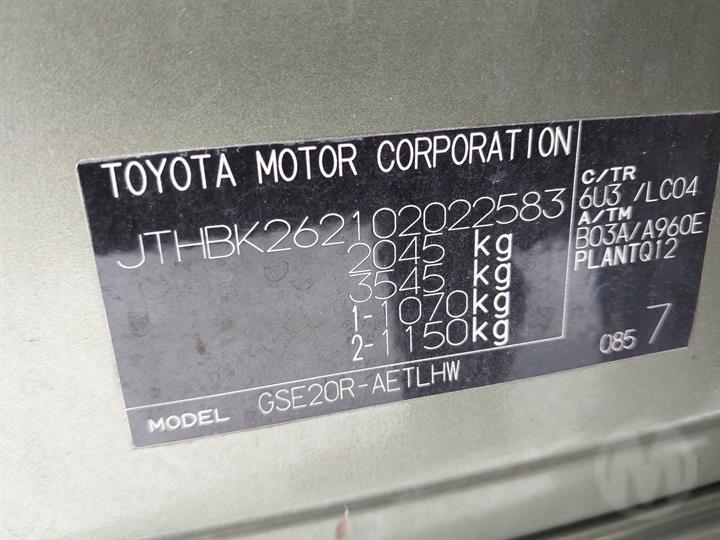 TOYOTA MOTOR CORPORATION
JTHBK262102022583
2045 kg
3545 kg
1-1070kg
2-1150kg
MODEL GSE20R-AETLHW
C/TR
6U3 /LC04
A/TM
B03A/A960E
PLANTQ12
085 7